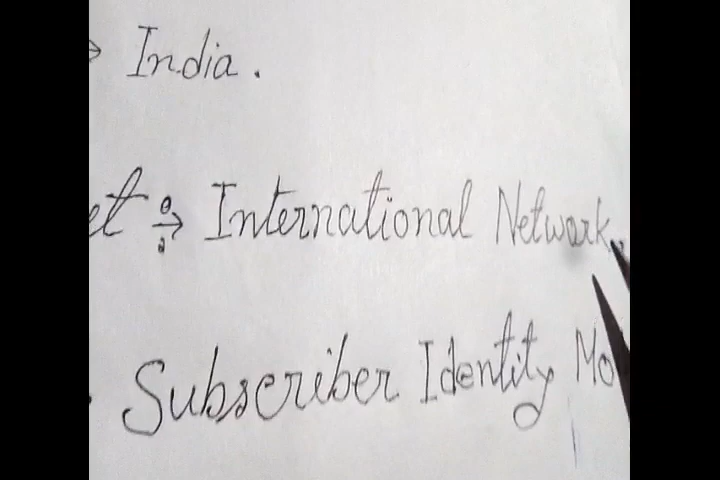 India.
et ⇒ International Network.
Subscriber Identity Mo